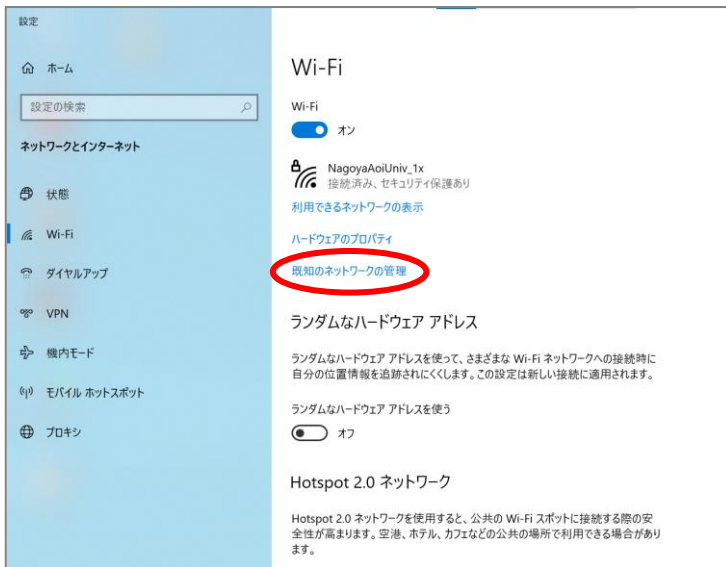 設定
ホーム
設定の検索
ネットワークとインターネット
状態
Wi-Fi
ダイヤルアップ
VPN
機内モード
モバイル ホットスポット
プロキシ
Wi-Fi
Wi-Fi
オン
NagoyaAoiUniv_1x
接続済み、セキュリティ保護あり
利用できるネットワークの表示
ハードウェアのプロパティ
既知のネットワークの管理
ランダムなハードウェア アドレス
ランダムなハードウェア アドレスを使って、さまざまな Wi-Fi ネットワークへの接続時に
自分の位置情報を追跡されにくくします。この設定は新しい接続に適用されます。
ランダムなハードウェア アドレスを使う
オフ
Hotspot 2.0 ネットワーク
Hotspot 2.0 ネットワークを使用すると、公共の Wi-Fi スポットに接続する際の安
全性が高まります。空港、ホテル、カフェなどの公共の場所で利用できる場合があり
ます。